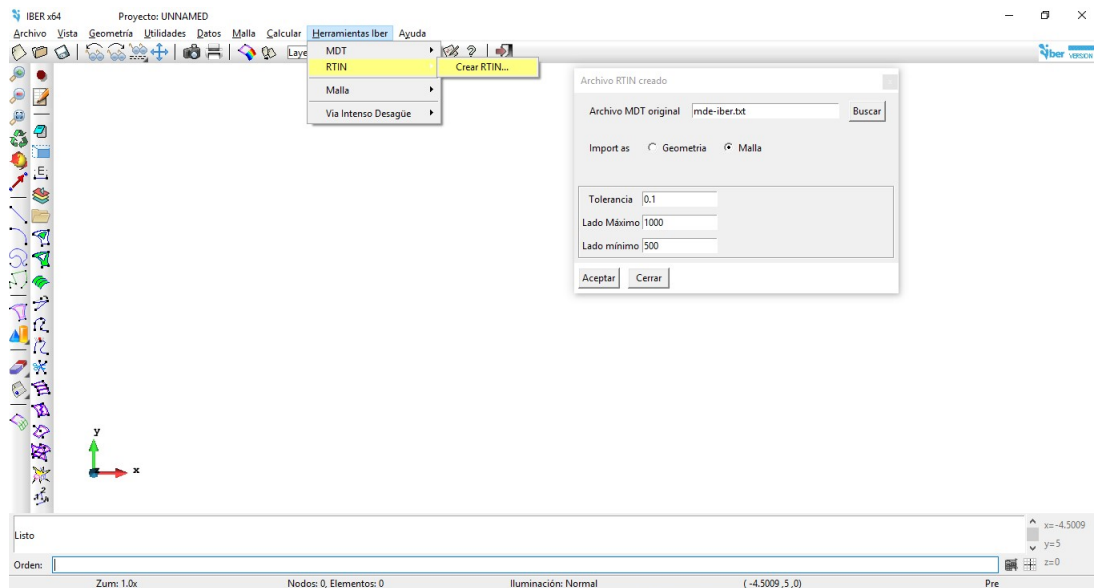 IBER x64 Proyecto: UNNAMED
Archivo Vista Geometría Utilidades Datos Malla Calcular Herramientas Iber Ayuda
Laye
iber VERSION
MDT
RTIN
Crear RTIN...
Malla
Via Intenso Desagüe
Archivo RTIN creado
Archivo MDT original mde-iber.txt Buscar
Import as Geometria Malla
Tolerancia 0.1
Lado Máximo 1000
Lado mínimo 500
Aceptar Cerrar
E
y
x
Listo
x=-4.5009
y=5
z=0
Orden:
Zum: 1.0x Nodos: 0, Elementos: 0 Iluminación: Normal ( -4.5009 ,5 ,0) Pre